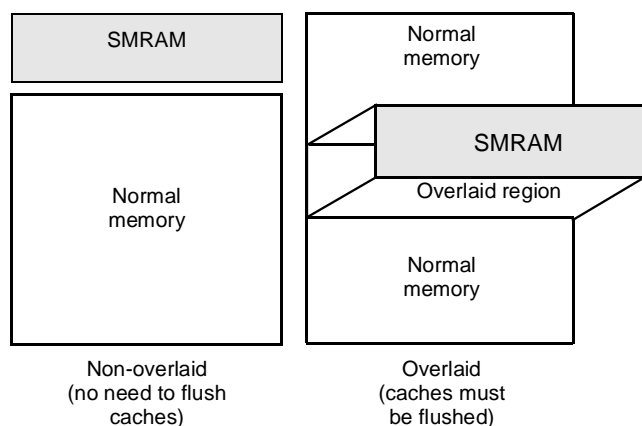 SMRAM
Normal
memory
Non-overlaid
(no need to flush
caches)
Normal
memory
SMRAM
Overlaid region
Normal
memory
Overlaid
(caches must
be flushed)